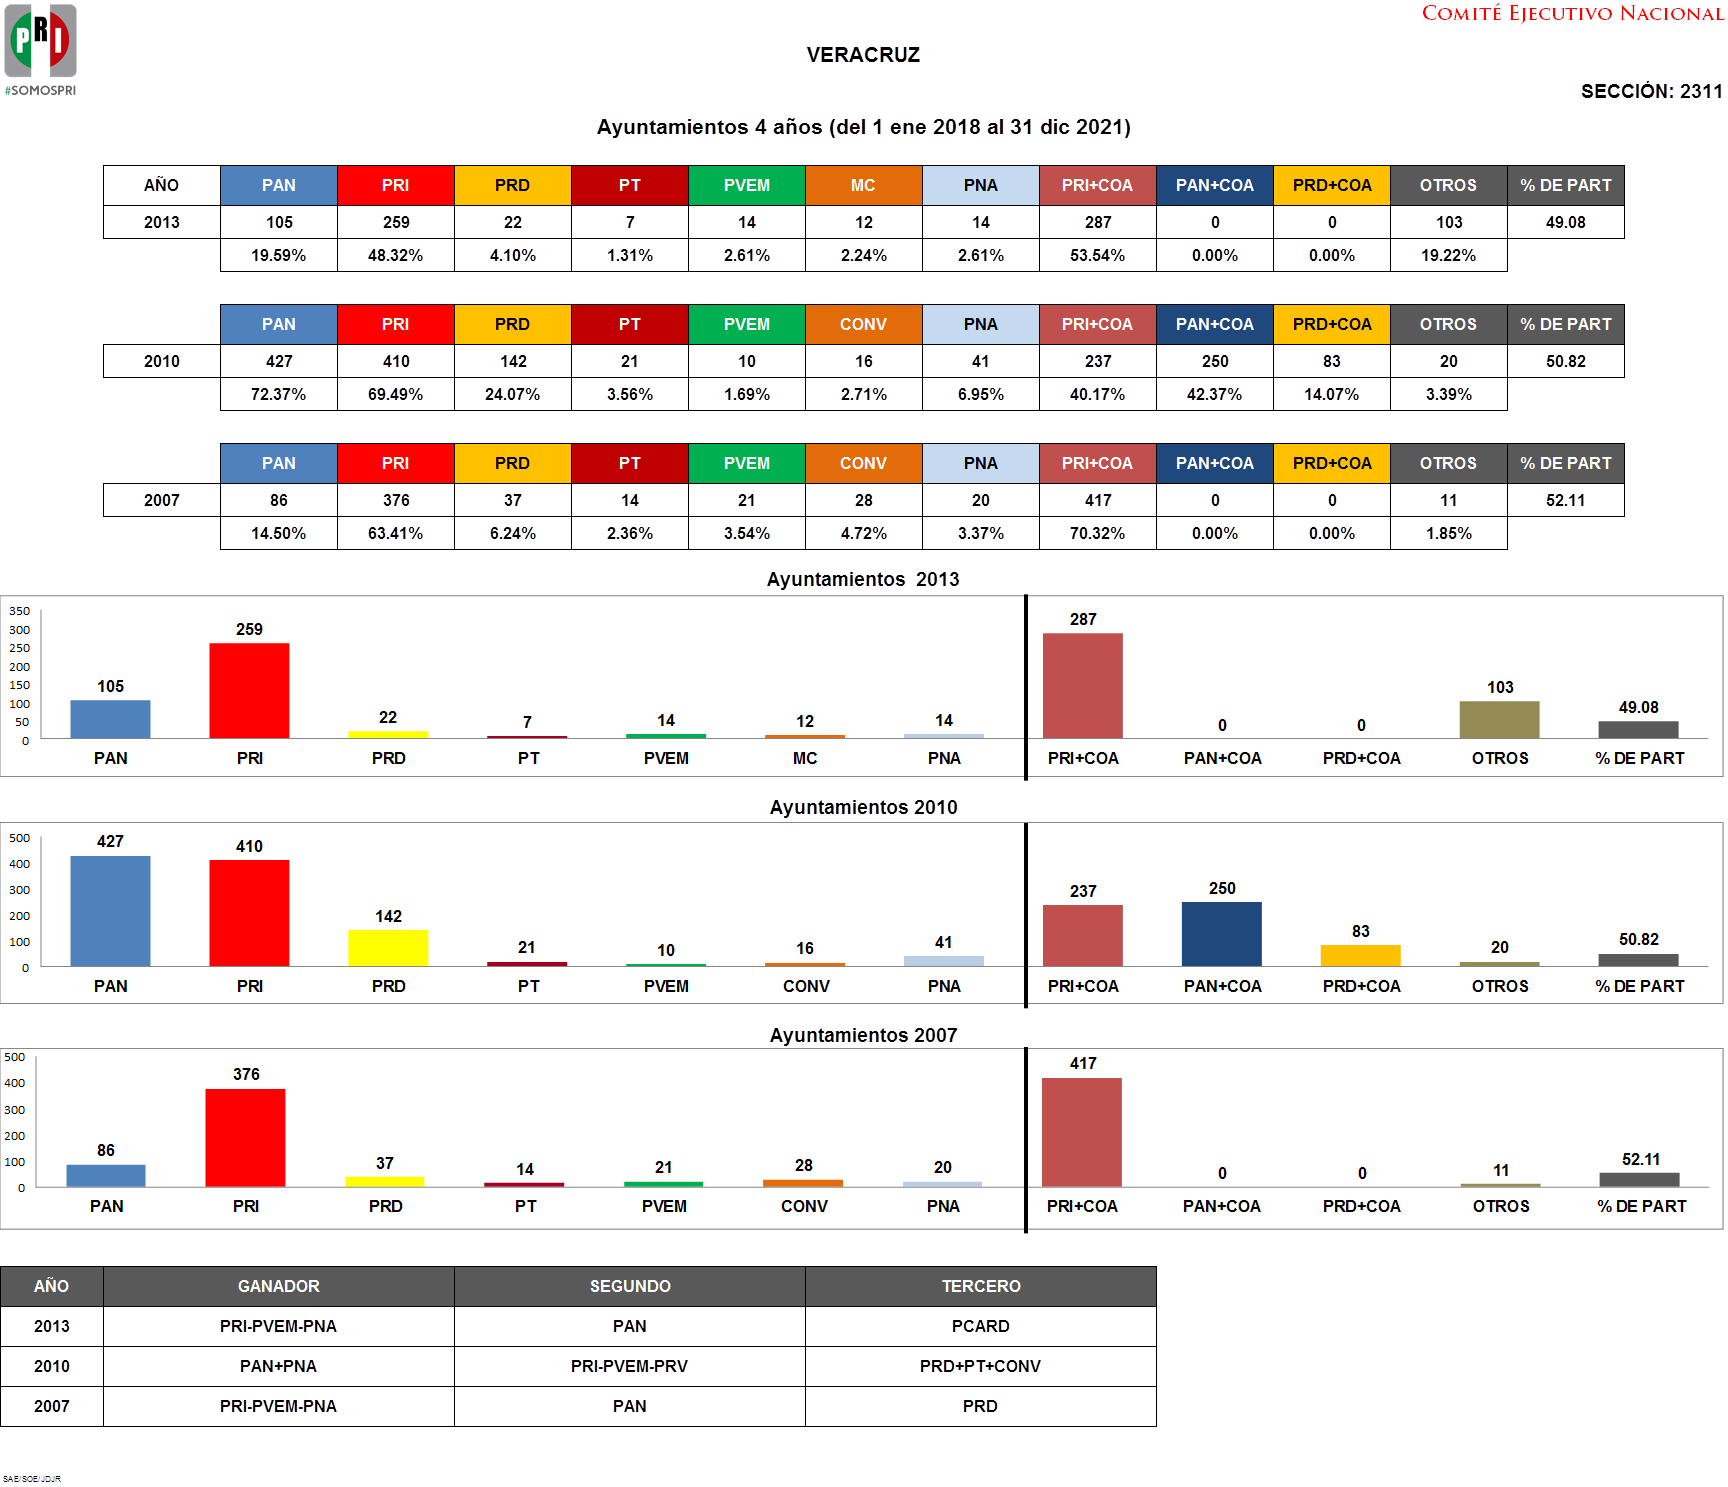 PRI
#SOMOSPRI
COMITÉ EJECUTIVO NACIONAL
VERACRUZ
SECCIÓN: 2311
Ayuntamientos 4 años (del 1 ene 2018 al 31 dic 2021)
AÑO PAN PRI PRD PT PVEM MC PNA PRI+COA PAN+COA PRD+COA OTROS % DE PART
2013 105 259 22 7 14 12 14 287 0 0 103 49.08
19.59% 48.32% 4.10% 1.31% 2.61% 2.24% 2.61% 53.54% 0.00% 0.00% 19.22%
PAN PRI PRD PT PVEM CONV PNA PRI+COA PAN+COA PRD+COA OTROS % DE PART
2010 427 410 142 21 10 16 41 237 250 83 20 50.82
72.37% 69.49% 24.07% 3.56% 1.69% 2.71% 6.95% 40.17% 42.37% 14.07% 3.39%
PAN PRI PRD PT PVEM CONV PNA PRI+COA PAN+COA PRD+COA OTROS % DE PART
2007 86 376 37 14 21 28 20 417 0 0 11 52.11
14.50% 63.41% 6.24% 2.36% 3.54% 4.72% 3.37% 70.32% 0.00% 0.00% 1.85%
Ayuntamientos 2013
350
300
250
200
150
100
50
0
105 259 22 7 14 12 14 287 0 0 103 49.08
PAN PRI PRD PT PVEM MC PNA PRI+COA PAN+COA PRD+COA OTROS % DE PART
Ayuntamientos 2010
500
400
300
200
100
0
427 410 142 21 10 16 41 237 250 83 20 50.82
PAN PRI PRD PT PVEM CONV PNA PRI+COA PAN+COA PRD+COA OTROS % DE PART
Ayuntamientos 2007
500
400
300
200
100
0
86 376 37 14 21 28 20 417 0 0 11 52.11
PAN PRI PRD PT PVEM CONV PNA PRI+COA PAN+COA PRD+COA OTROS % DE PART
AÑO GANADOR SEGUNDO TERCERO
2013 PRI-PVEM-PNA PAN PCARD
2010 PAN+PNA PRI-PVEM-PRV PRD+PT+CONV
2007 PRI-PVEM-PNA PAN PRD
SAE/SOE/JDJR